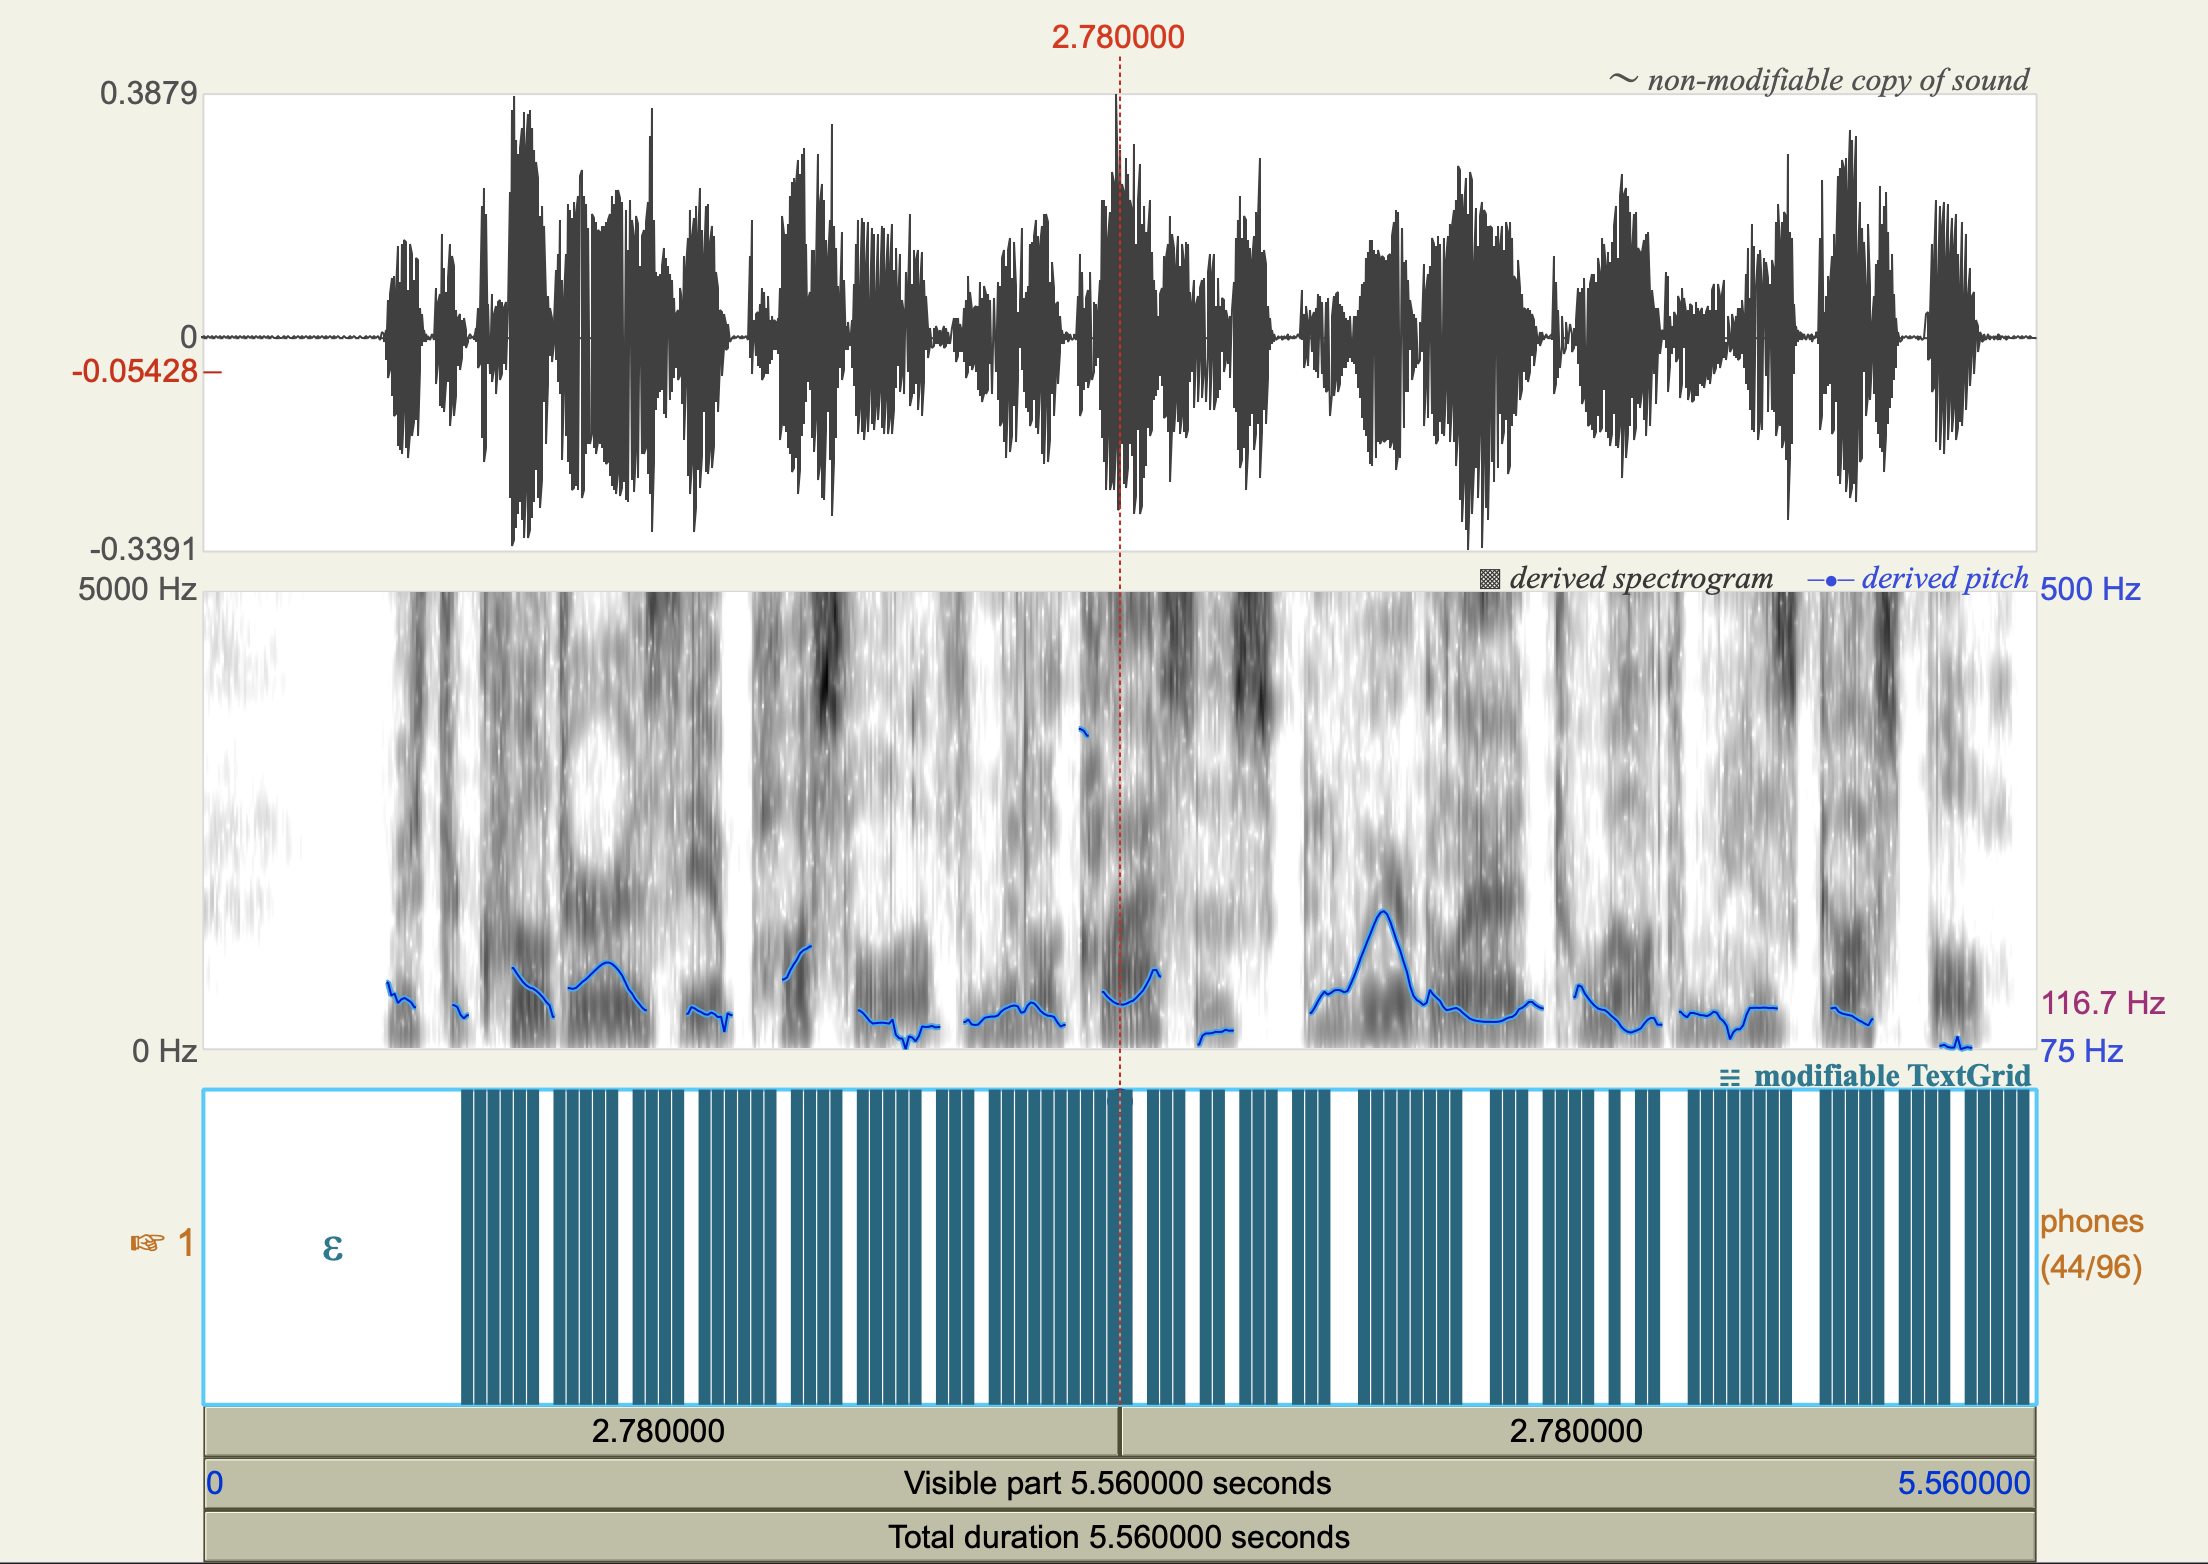 2.780000
0.3879
~ non-modifiable copy of sound
0
-0.05428
-0.3391
5000 Hz
derived spectrogram
derived pitch
500 Hz
116.7 Hz
0 Hz
75 Hz
modifiable TextGrid
☞ 1
ε
phones
(44/96)
2.780000
2.780000
0
Visible part 5.560000 seconds
5.560000
Total duration 5.560000 seconds